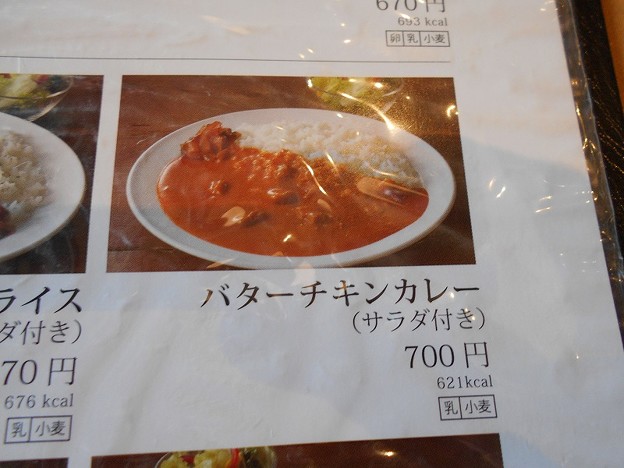 670円
693 kcal
卵 乳 小麦
ライス
ダ付き)
70円
676 kcal
乳 小麦
バターチキンカレー
(サラダ付き)
700円
621kcal
乳 小麦